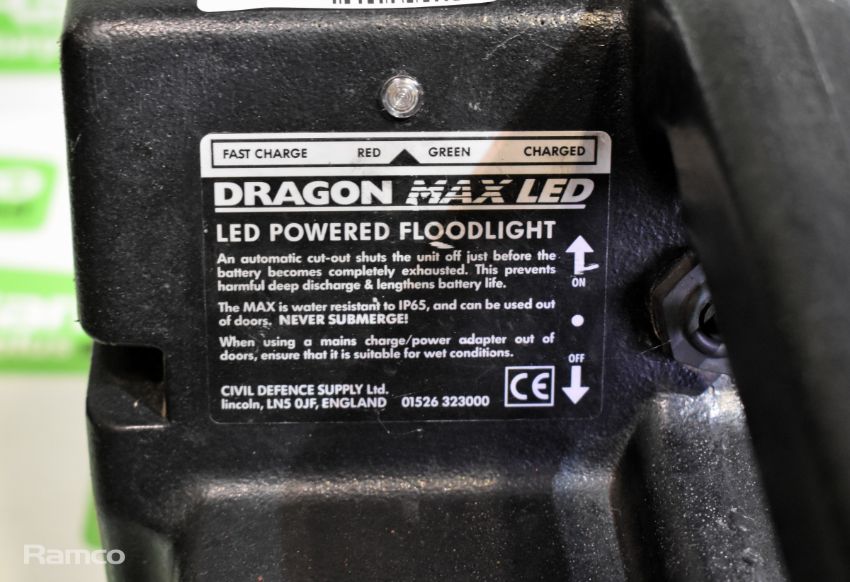 FAST CHARGE RED GREEN CHARGED
DRAGON MAX LED
LED POWERED FLOODLIGHT
An automatic cut-out shuts the unit off just before the
battery becomes completely exhausted. This prevents
harmful deep discharge & lengthens battery life.
ON
The MAX is water resistant to IP65, and can be used out
of doors. NEVER SUBMERGE!
When using a mains charge/power adapter out of
doors, ensure that it is suitable for wet conditions.
OFF
CIVIL DEFENCE SUPPLY Ltd.
lincoln, LN5 0JF, ENGLAND 01526 323000
CE
Ramco